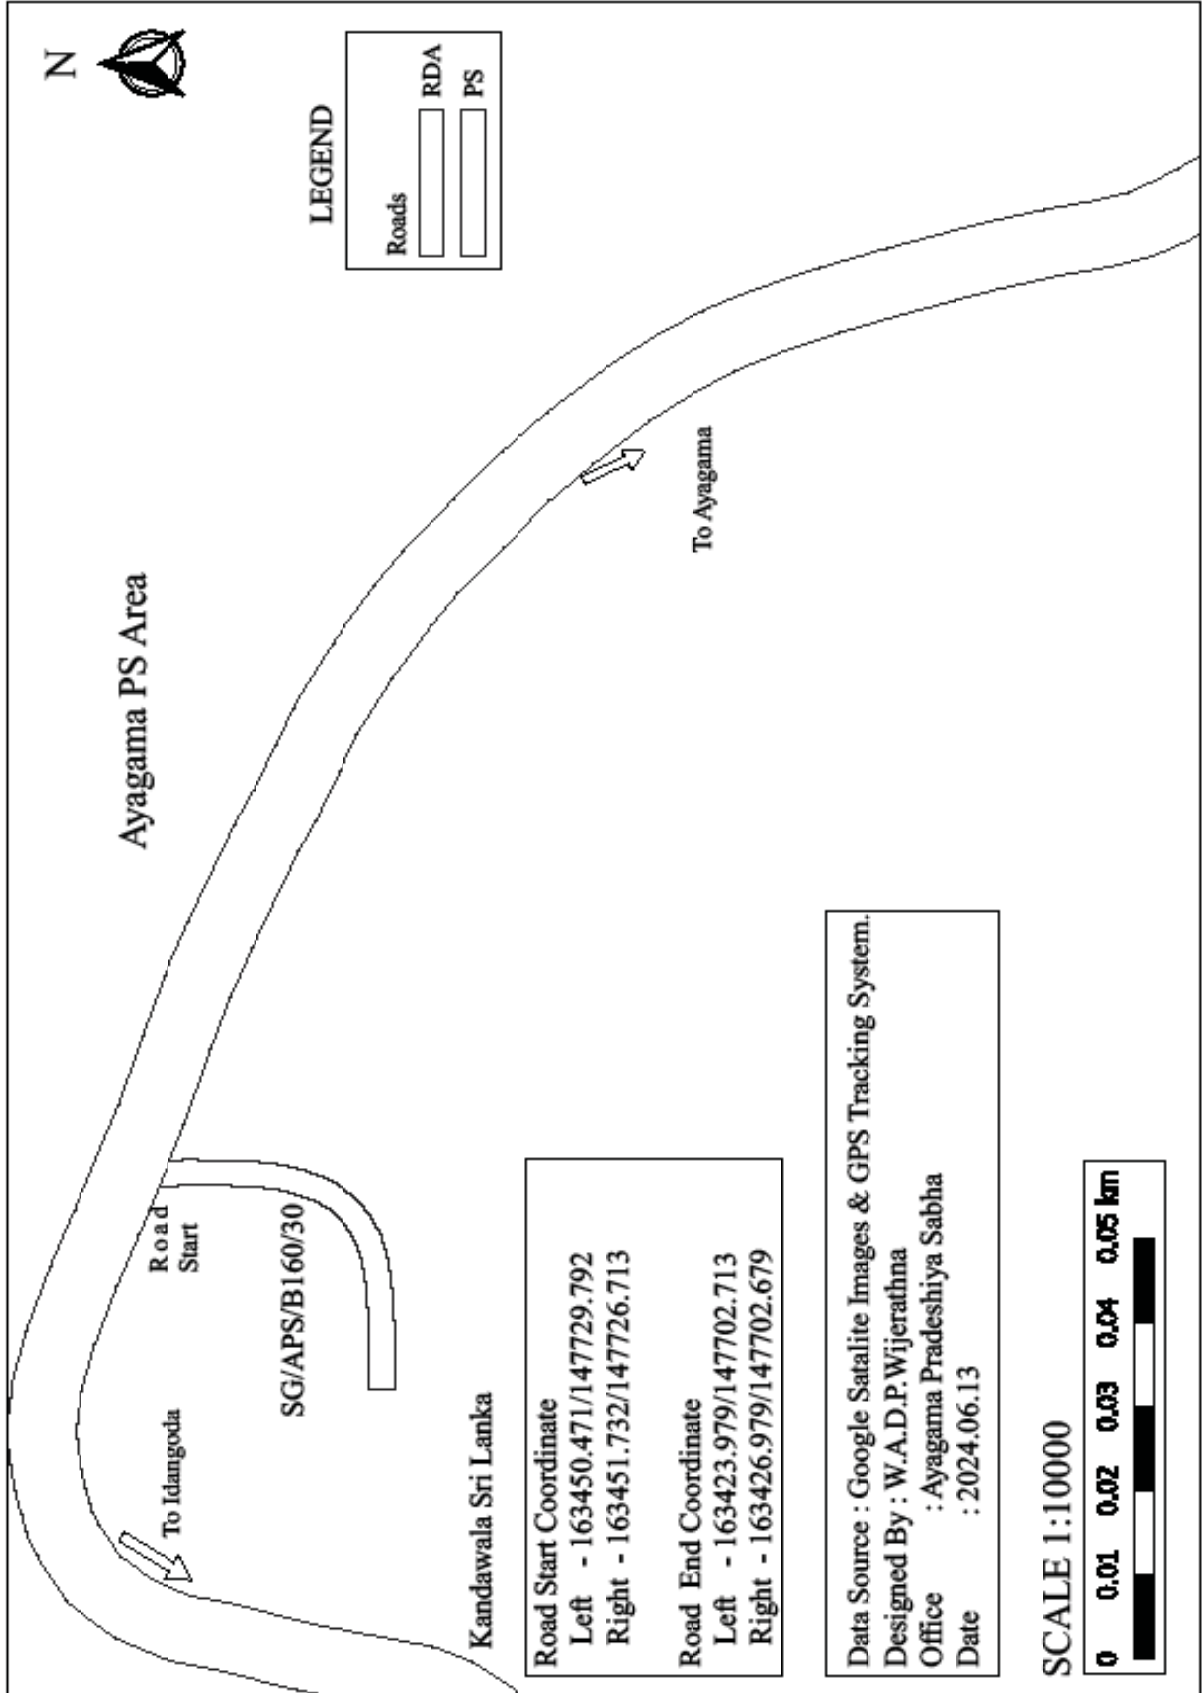 N
Ayagama PS Area
LEGEND
Roads
RDA
PS
Road
Start
To Idangoda
SG/APS/B160/30
To Ayagama
Kandawala Sri Lanka
Road Start Coordinate
Left - 163450.471/147729.792
Right - 163451.732/147726.713
Road End Coordinate
Left - 163423.979/147702.713
Right - 163426.979/147702.679
Data Source : Google Satalite Images & GPS Tracking System.
Designed By : W.A.D.P.Wijerathna
Office : Ayagama Pradeshiya Sabha
Date : 2024.06.13
SCALE 1:10000
0 0.01 0.02 0.03 0.04 0.05 km